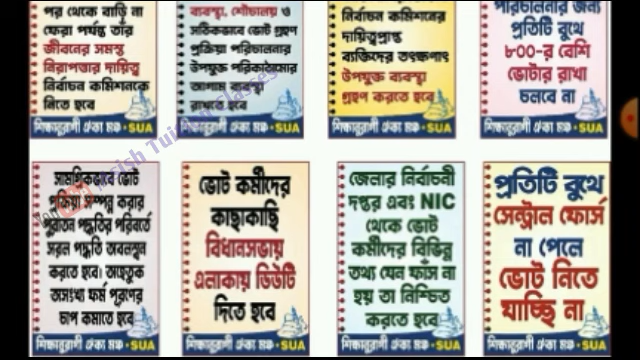 পর থেকে বাড়ি না
ফেরা পর্যন্ত তাঁর
জীবনের সমস্ত
নিরাপত্তার দায়িত্ব
নির্বাচন কমিশনকে
নিতে হবে
শিক্ষানুরাগী ঐক্য মঞ্চ • SUA
ব্যবস্থা, শৌচালয় ও
সঠিকভাবে ভোট গ্রহণ
প্রক্রিয়া পরিচালনার
উপযুক্ত পরিকাঠামোর
আগাম ব্যবস্থা
রাখতে হবে
শিক্ষানুরাগী ঐক্য মঞ্চ • SUA
নির্বাচন কমিশনের
দায়িত্বপ্রাপ্ত
ব্যক্তিদের তৎক্ষণাৎ
উপযুক্ত ব্যবস্থা
গ্রহণ করতে হবে
শিক্ষানুরাগী ঐক্য মঞ্চ • SUA
পরিচালনার জন্য
প্রতিটি বুথে
৮০০-র বেশি
ভোটার রাখা
চলবে না
শিক্ষানুরাগী ঐক্য মঞ্চ • SUA
সামগ্রিকভাবে ভোট
প্রক্রিয়া সম্পন্ন করার
পুরাতন পদ্ধতির পরিবর্তে
সরল পদ্ধতি অবলম্বন
করতে হবে। অহেতুক
অসংখ্য ফর্ম পূরণের
চাপ কমাতে হবে
শিক্ষানুরাগী ঐক্য মঞ্চ • SUA
ভোট কর্মীদের
কাছাকাছি
বিধানসভায়
এলাকায় ডিউটি
দিতে হবে
শিক্ষানুরাগী ঐক্য মঞ্চ • SUA
জেলার নির্বাচনী
দপ্তর এবং NIC
থেকে ভোট
কর্মীদের বিভিন্ন
তথ্য যেন ফাঁস না
হয় তা নিশ্চিত
করতে হবে
শিক্ষানুরাগী ঐক্য মঞ্চ • SUA
প্রতিটি বুথে
সেন্ট্রাল ফোর্স
না পেলে
ভোট নিতে
যাচ্ছি না
শিক্ষানুরাগী ঐক্য মঞ্চ • SUA